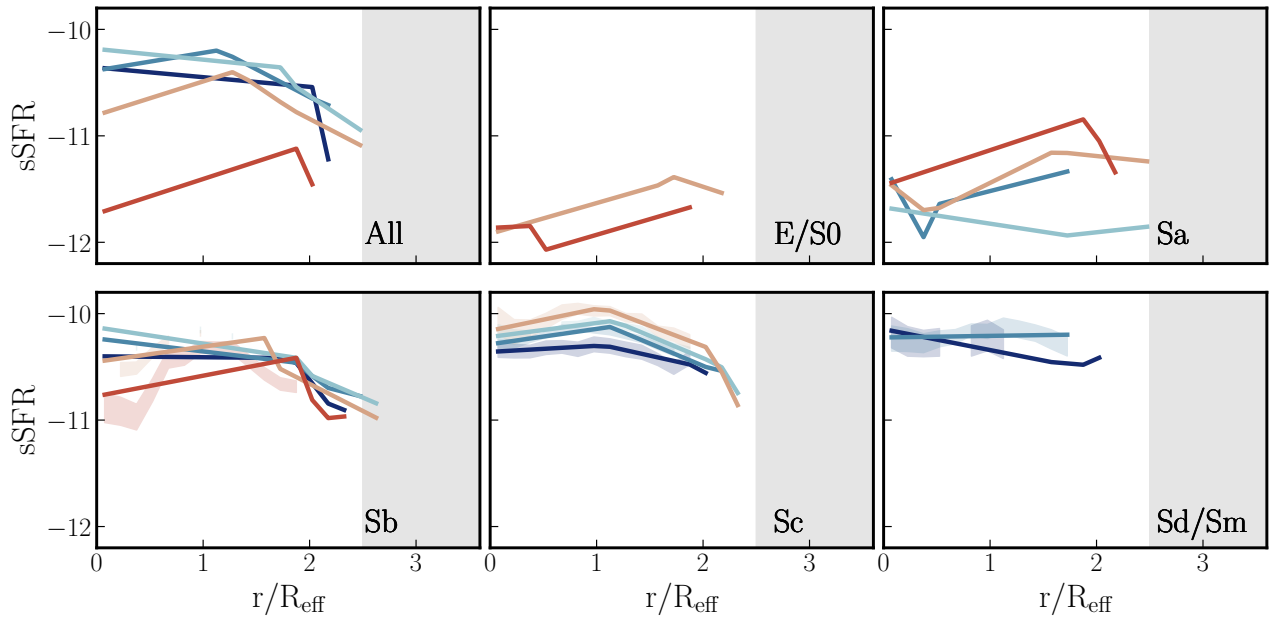 −10
−11
−12
sSFR
All
E/S0
Sa
−10
−11
−12
sSFR
Sb
Sc
Sd/Sm
0 1 2 3 0 1 2 3 0 1 2 3
r/R_eff r/R_eff r/R_eff